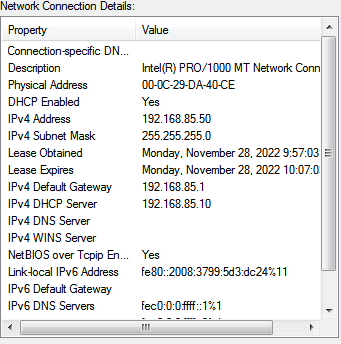 Network Connection Details:
Property Value
Connection-specific DN...
Description Intel(R) PRO/1000 MT Network Conn
Physical Address 00-0C-29-DA-40-CE
DHCP Enabled Yes
IPv4 Address 192.168.85.50
IPv4 Subnet Mask 255.255.255.0
Lease Obtained Monday, November 28, 2022 9:57:03
Lease Expires Monday, November 28, 2022 10:07:0
IPv4 Default Gateway 192.168.85.1
IPv4 DHCP Server 192.168.85.10
IPv4 DNS Server
IPv4 WINS Server
NetBIOS over Tcpip En... Yes
Link-local IPv6 Address fe80::2008:3799:5d3:dc24%11
IPv6 Default Gateway
IPv6 DNS Servers fec0:0:0:ffff::1%1